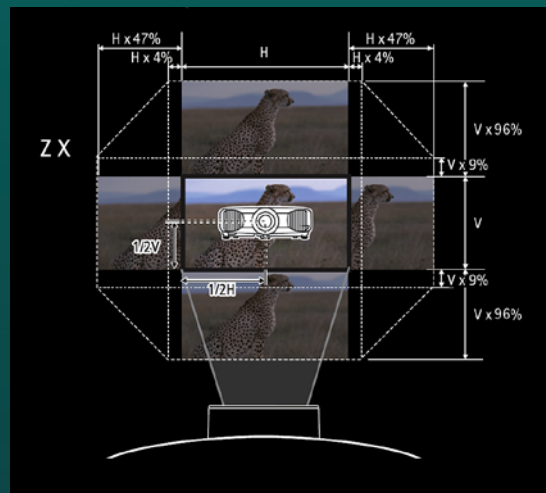 H x 47%
H
H x 47%
H x 4%
H x 4%
V x 96%
Z X
V x 9%
V
1/2V
1/2H
V x 9%
V x 96%